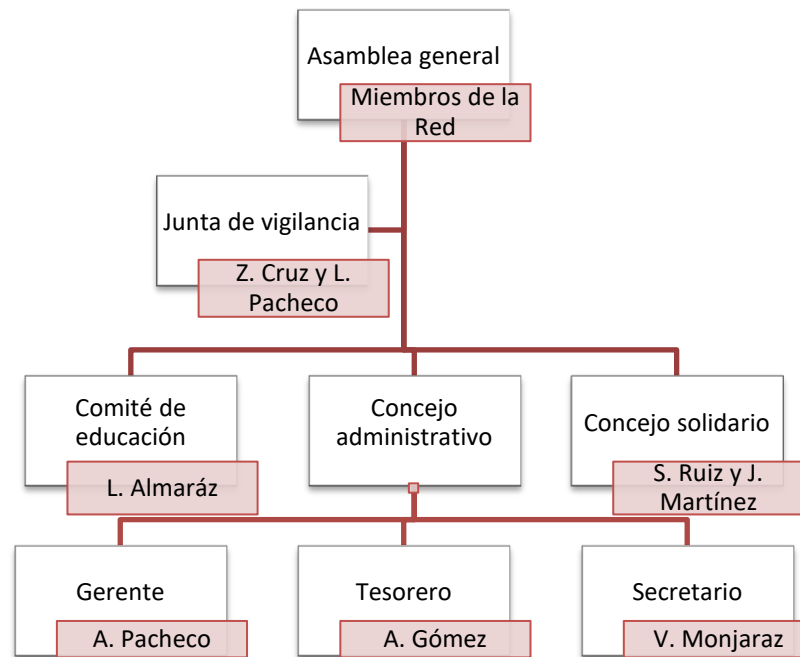 Asamblea general
Miembros de la
Red
Junta de vigilancia
Z. Cruz y L.
Pacheco
Comité de
educación
L. Almaráz
Concejo
administrativo
Concejo solidario
S. Ruiz y J.
Martínez
Gerente
A. Pacheco
Tesorero
A. Gómez
Secretario
V. Monjaraz